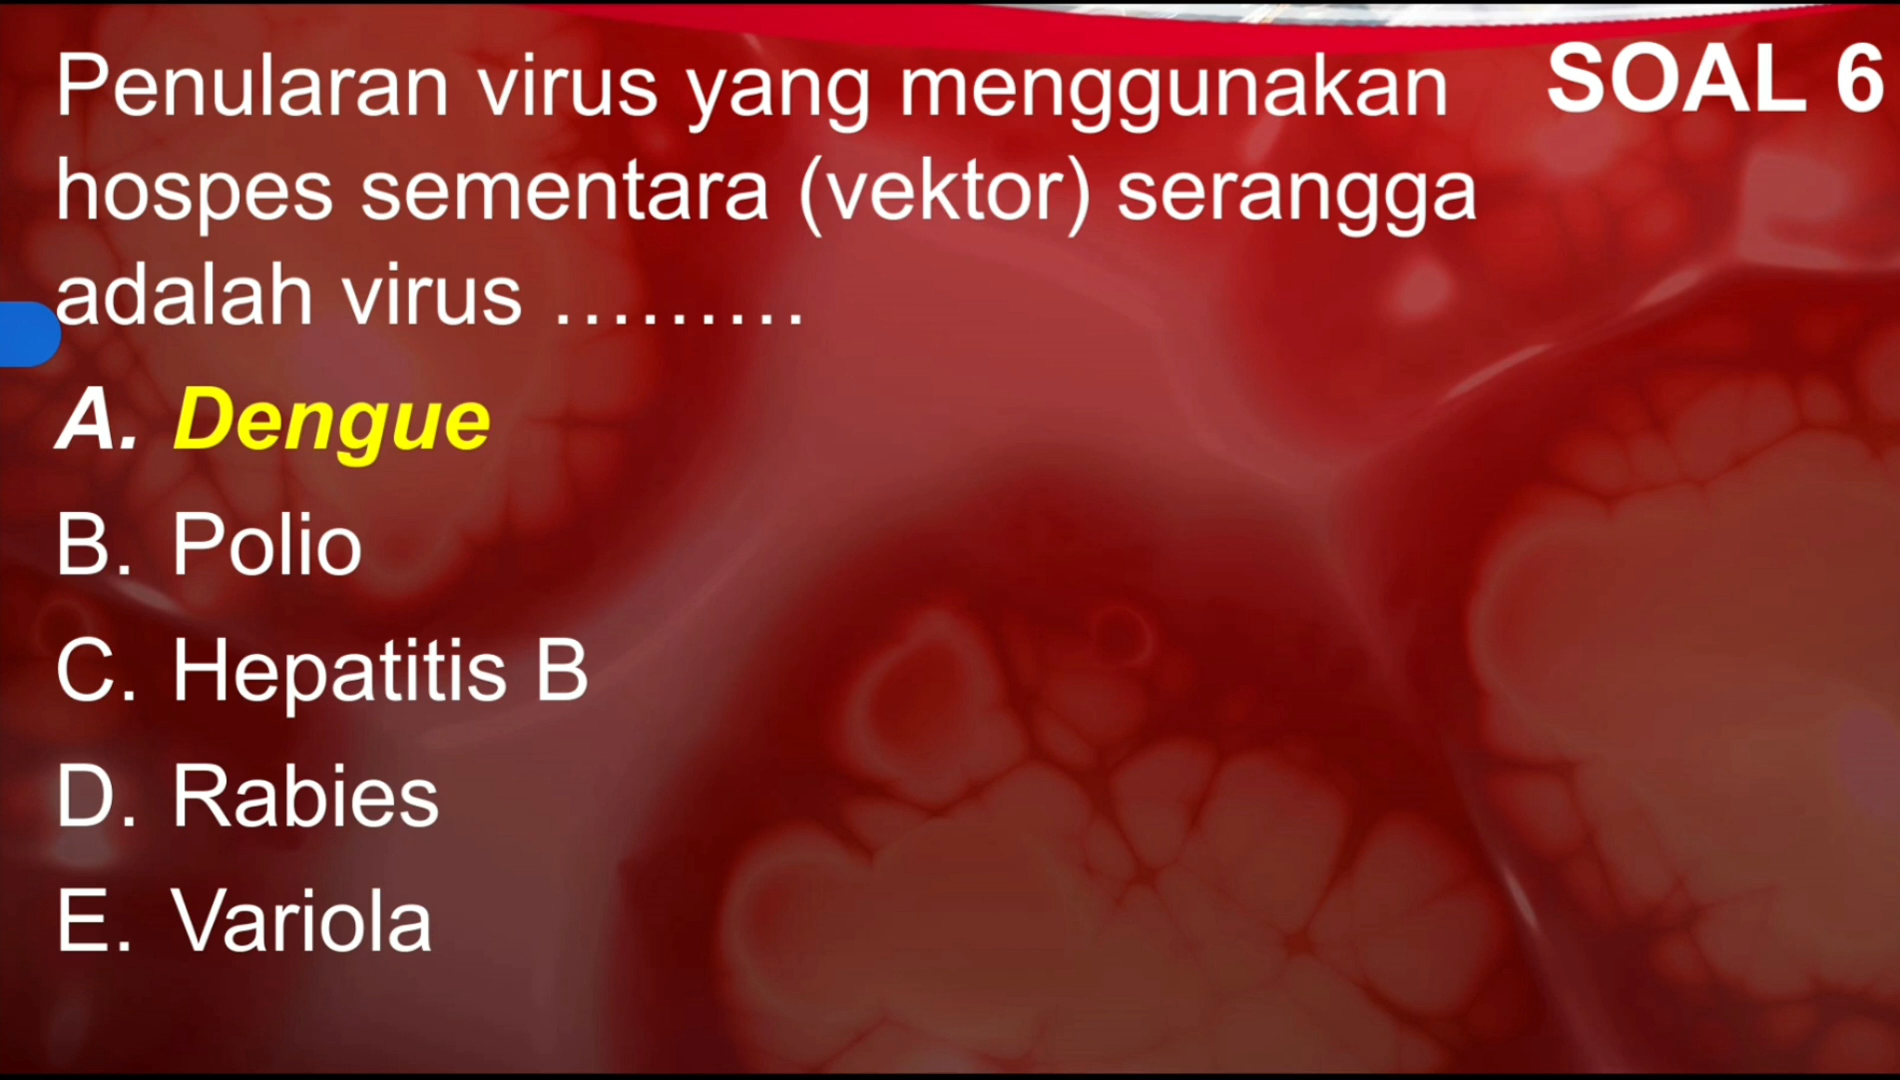 Penularan virus yang menggunakan
SOAL 6
hospes sementara (vektor) serangga
adalah virus .........
A. Dengue
B. Polio
C. Hepatitis B
D. Rabies
E. Variola